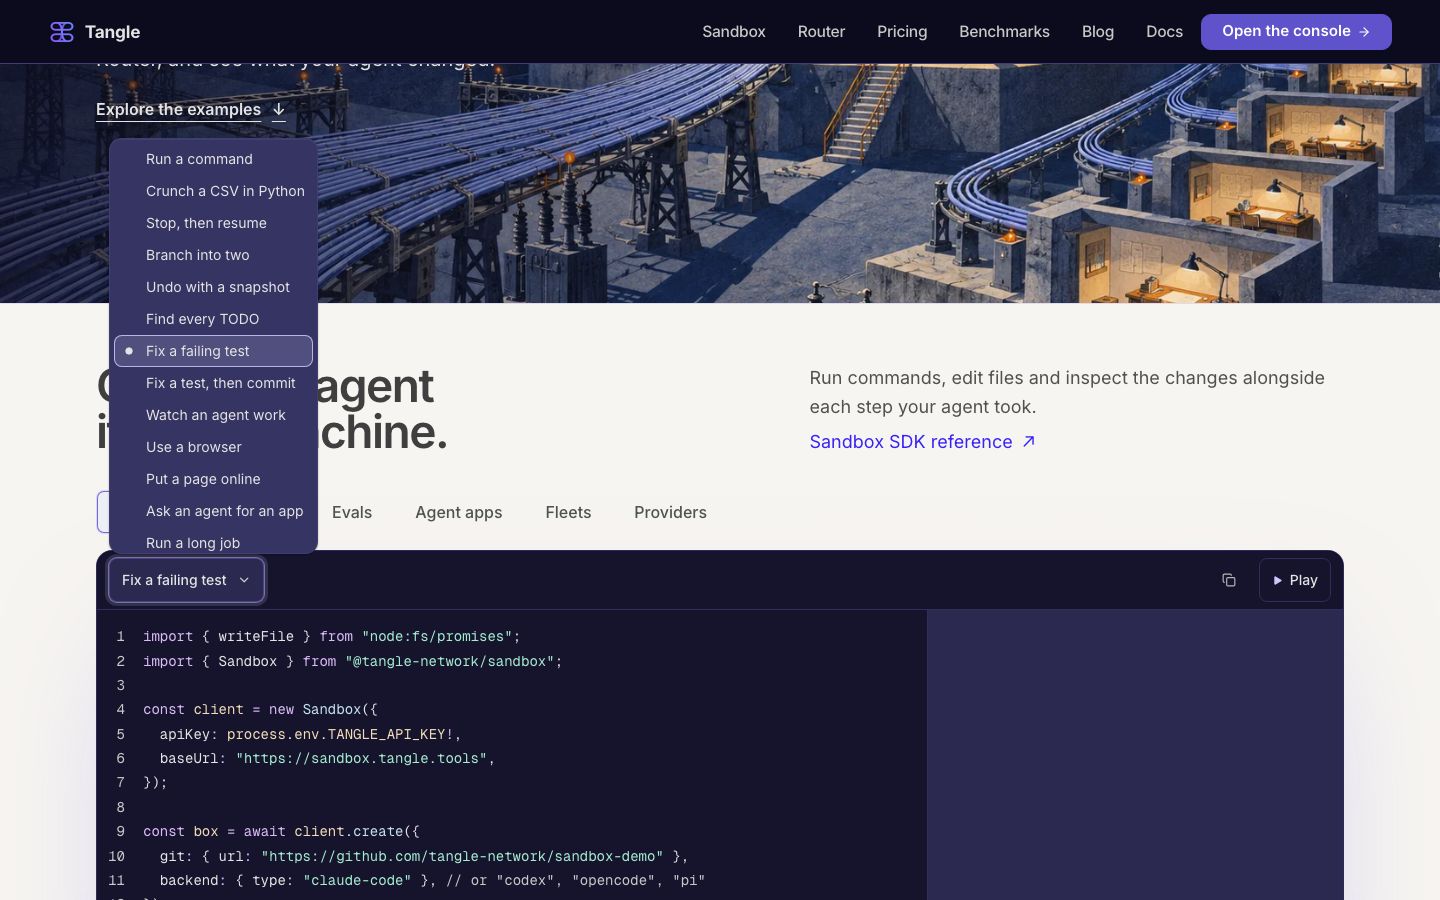 Tangle
Sandbox
Router
Pricing
Benchmarks
Blog
Docs
Open the console
Router, and see what your agent changed.
Explore the examples
Run a command
Crunch a CSV in Python
Stop, then resume
Branch into two
Undo with a snapshot
Find every TODO
Fix a failing test
Fix a test, then commit
Watch an agent work
Use a browser
Put a page online
Ask an agent for an app
Run a long job
agent
Run commands, edit files and inspect the changes alongside
each step your agent took.
Sandbox SDK reference
Evals
Agent apps
Fleets
Providers
Fix a failing test
Play
1 import { writeFile } from "node:fs/promises";
2 import { Sandbox } from "@tangle-network/sandbox";
3
4 const client = new Sandbox({
5 apiKey: process.env.TANGLE_API_KEY!,
6 baseUrl: "https://sandbox.tangle.tools",
7 });
8
9 const box = await client.create({
10 git: { url: "https://github.com/tangle-network/sandbox-demo" },
11 backend: { type: "claude-code" }, // or "codex", "opencode", "pi"